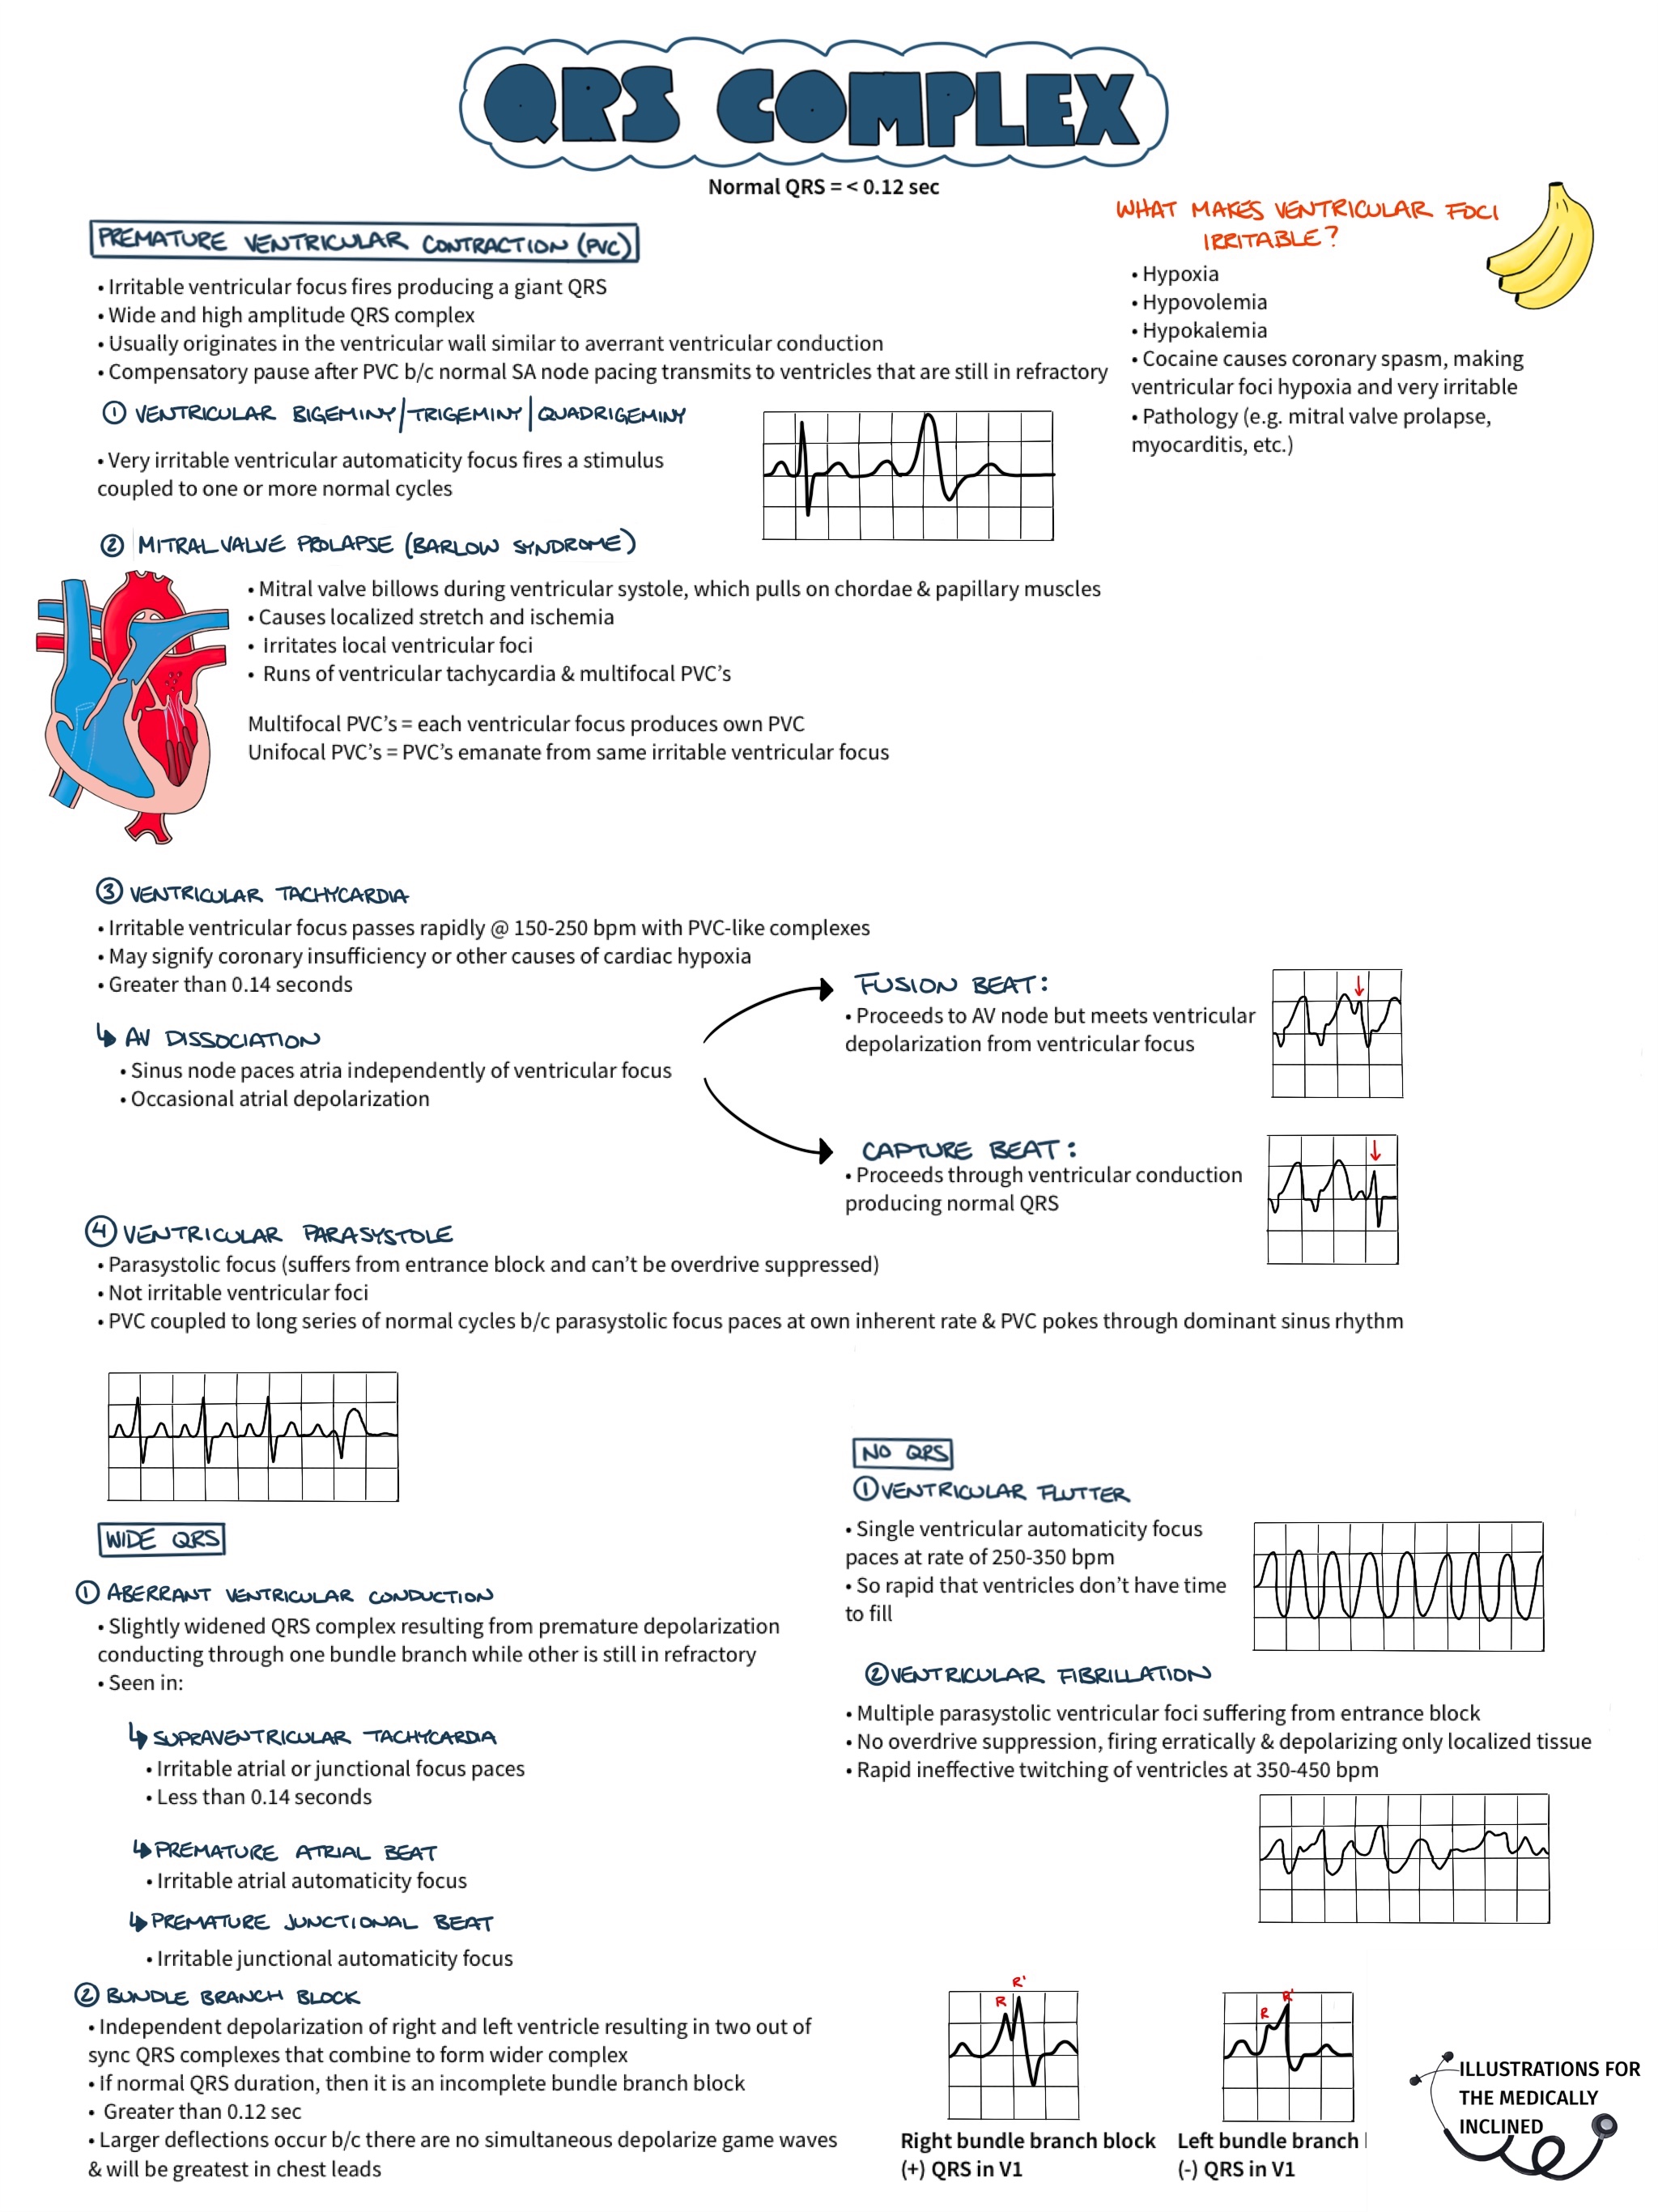 QRS COMPLEX
Normal QRS = < 0.12 sec
PREMATURE VENTRICULAR CONTRACTION (PVC)
• Irritable ventricular focus fires producing a giant QRS
• Wide and high amplitude QRS complex
• Usually originates in the ventricular wall similar to averrant ventricular conduction
• Compensatory pause after PVC b/c normal SA node pacing transmits to ventricles that are still in refractory
WHAT MAKES VENTRICULAR FOCI
IRRITABLE?
• Hypoxia
• Hypovolemia
• Hypokalemia
• Cocaine causes coronary spasm, making
ventricular foci hypoxia and very irritable
• Pathology (e.g. mitral valve prolapse,
myocarditis, etc.)
① VENTRICULAR BIGEMINY/TRIGEMINY/QUADRIGEMINY
• Very irritable ventricular automaticity focus fires a stimulus
coupled to one or more normal cycles
② MITRAL VALVE PROLAPSE (BARLOW SYNDROME)
• Mitral valve billows during ventricular systole, which pulls on chordae & papillary muscles
• Causes localized stretch and ischemia
• Irritates local ventricular foci
• Runs of ventricular tachycardia & multifocal PVC's
Multifocal PVC's = each ventricular focus produces own PVC
Unifocal PVC's = PVC's emanate from same irritable ventricular focus
③ VENTRICULAR TACHYCARDIA
• Irritable ventricular focus passes rapidly @ 150-250 bpm with PVC-like complexes
• May signify coronary insufficiency or other causes of cardiac hypoxia
• Greater than 0.14 seconds
↳ AV DISSOCIATION
• Sinus node paces atria independently of ventricular focus
• Occasional atrial depolarization
FUSION BEAT:
• Proceeds to AV node but meets ventricular
depolarization from ventricular focus
CAPTURE BEAT:
• Proceeds through ventricular conduction
producing normal QRS
④ VENTRICULAR PARASYSTOLE
• Parasystolic focus (suffers from entrance block and can't be overdrive suppressed)
• Not irritable ventricular foci
• PVC coupled to long series of normal cycles b/c parasystolic focus paces at own inherent rate & PVC pokes through dominant sinus rhythm
WIDE QRS
① ABERRANT VENTRICULAR CONDUCTION
• Slightly widened QRS complex resulting from premature depolarization
conducting through one bundle branch while other is still in refractory
• Seen in:
↳ SUPRAVENTRICULAR TACHYCARDIA
• Irritable atrial or junctional focus paces
• Less than 0.14 seconds
↳ PREMATURE ATRIAL BEAT
• Irritable atrial automaticity focus
↳ PREMATURE JUNCTIONAL BEAT
• Irritable junctional automaticity focus
② BUNDLE BRANCH BLOCK
• Independent depolarization of right and left ventricle resulting in two out of
sync QRS complexes that combine to form wider complex
• If normal QRS duration, then it is an incomplete bundle branch block
• Greater than 0.12 sec
• Larger deflections occur b/c there are no simultaneous depolarize game waves
& will be greatest in chest leads
NO QRS
① VENTRICULAR FLUTTER
• Single ventricular automaticity focus
paces at rate of 250-350 bpm
• So rapid that ventricles don't have time
to fill
② VENTRICULAR FIBRILLATION
• Multiple parasystolic ventricular foci suffering from entrance block
• No overdrive suppression, firing erratically & depolarizing only localized tissue
• Rapid ineffective twitching of ventricles at 350-450 bpm
R R'
Right bundle branch block
(+) QRS in V1
R R'
Left bundle branch
(-) QRS in V1
ILLUSTRATIONS FOR
THE MEDICALLY
INCLINED